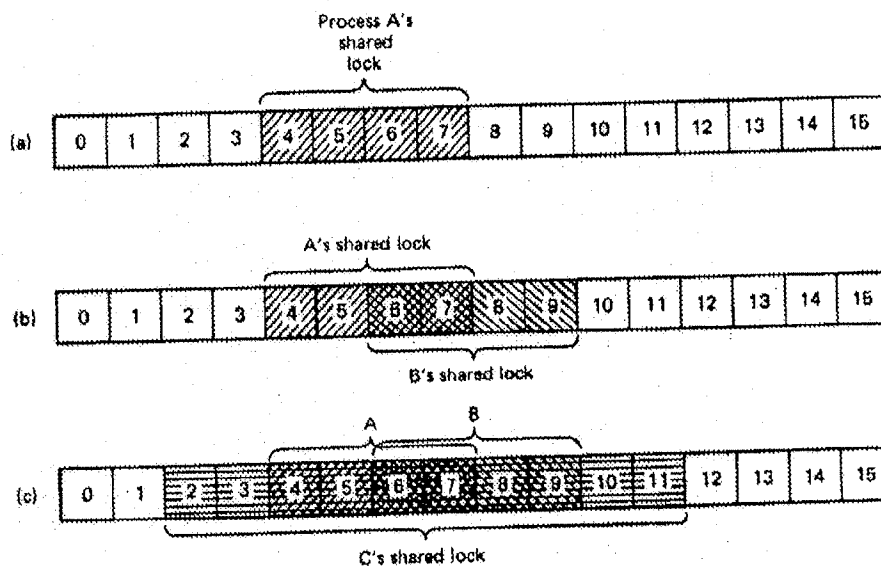 Process A's
shared
lock
(a) 0 1 2 3 4 5 6 7 8 9 10 11 12 13 14 15
A's shared lock
(b) 0 1 2 3 4 5 6 7 8 9 10 11 12 13 14 15
B's shared lock
A B
(c) 0 1 2 3 4 5 6 7 8 9 10 11 12 13 14 15
C's shared lock